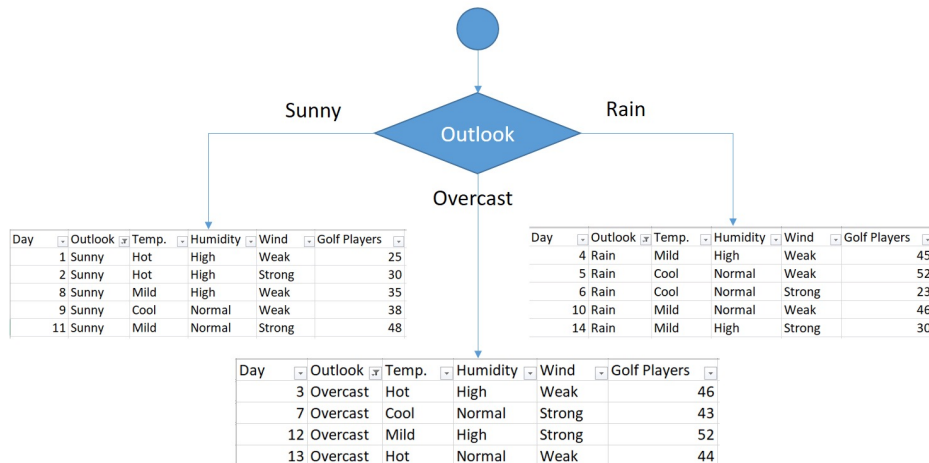 Sunny
Rain
Outlook
Overcast
Day Outlook Temp. Humidity Wind Golf Players
1 Sunny Hot High Weak 25
2 Sunny Hot High Strong 30
8 Sunny Mild High Weak 35
9 Sunny Cool Normal Weak 38
11 Sunny Mild Normal Strong 48
Day Outlook Temp. Humidity Wind Golf Players
4 Rain Mild High Weak 45
5 Rain Cool Normal Weak 52
6 Rain Cool Normal Strong 23
10 Rain Mild Normal Weak 46
14 Rain Mild High Strong 30
Day Outlook Temp. Humidity Wind Golf Players
3 Overcast Hot High Weak 46
7 Overcast Cool Normal Strong 43
12 Overcast Mild High Strong 52
13 Overcast Hot Normal Weak 44